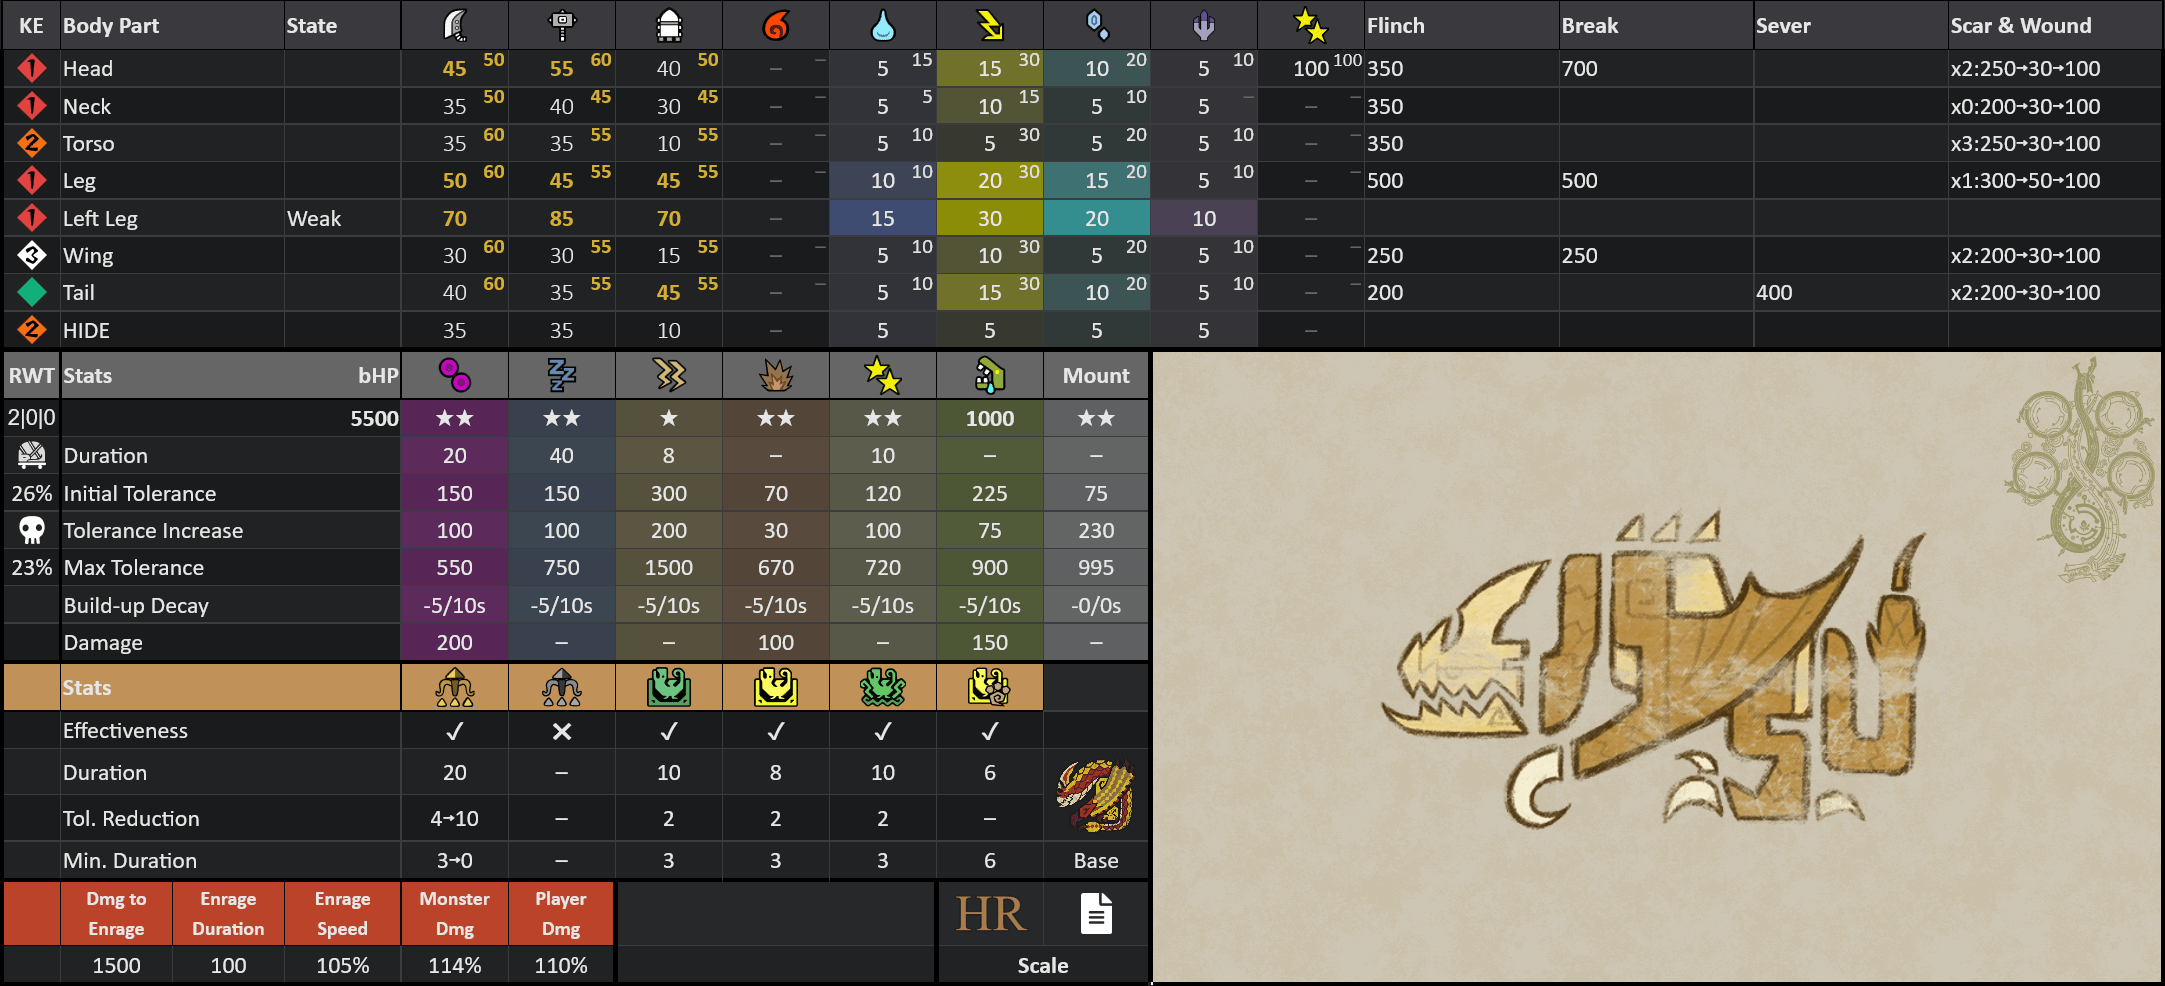 KE Body Part State Flinch Break Sever Scar & Wound
1 Head 45 50 55 60 40 50 – – 5 15 15 30 10 20 5 10 100 100 350 700 x2:250→30→100
1 Neck 35 50 40 45 30 45 – – 5 5 10 15 5 10 5 – – – 350 x0:200→30→100
2 Torso 35 60 35 55 10 55 – – 5 10 5 30 5 20 5 10 – – 350 x3:250→30→100
1 Leg 50 60 45 55 45 55 – – 10 10 20 30 15 20 5 10 – – 500 500 x1:300→50→100
1 Left Leg Weak 70 85 70 – 15 30 20 10 –
3 Wing 30 60 30 55 15 55 – – 5 10 10 30 5 20 5 10 – – 250 250 x2:200→30→100
Tail 40 60 35 55 45 55 – – 5 10 15 30 10 20 5 10 – – 200 400 x2:200→30→100
2 HIDE 35 35 10 – 5 5 5 5 –
RWT Stats bHP Mount
2|0|0 5500 ★★ ★★ ★ ★★ ★★ 1000 ★★
Duration 20 40 8 – 10 – –
26% Initial Tolerance 150 150 300 70 120 225 75
Tolerance Increase 100 100 200 30 100 75 230
23% Max Tolerance 550 750 1500 670 720 900 995
Build-up Decay -5/10s -5/10s -5/10s -5/10s -5/10s -5/10s -0/0s
Damage 200 – – 100 – 150 –
Stats
Effectiveness ✓ ✕ ✓ ✓ ✓ ✓
Duration 20 – 10 8 10 6
Tol. Reduction 4→10 – 2 2 2 –
Min. Duration 3→0 – 3 3 3 6 Base
Dmg to Enrage Monster Player
Enrage Duration Speed Dmg Dmg
Enrage
HR
1500 100 105% 114% 110% Scale